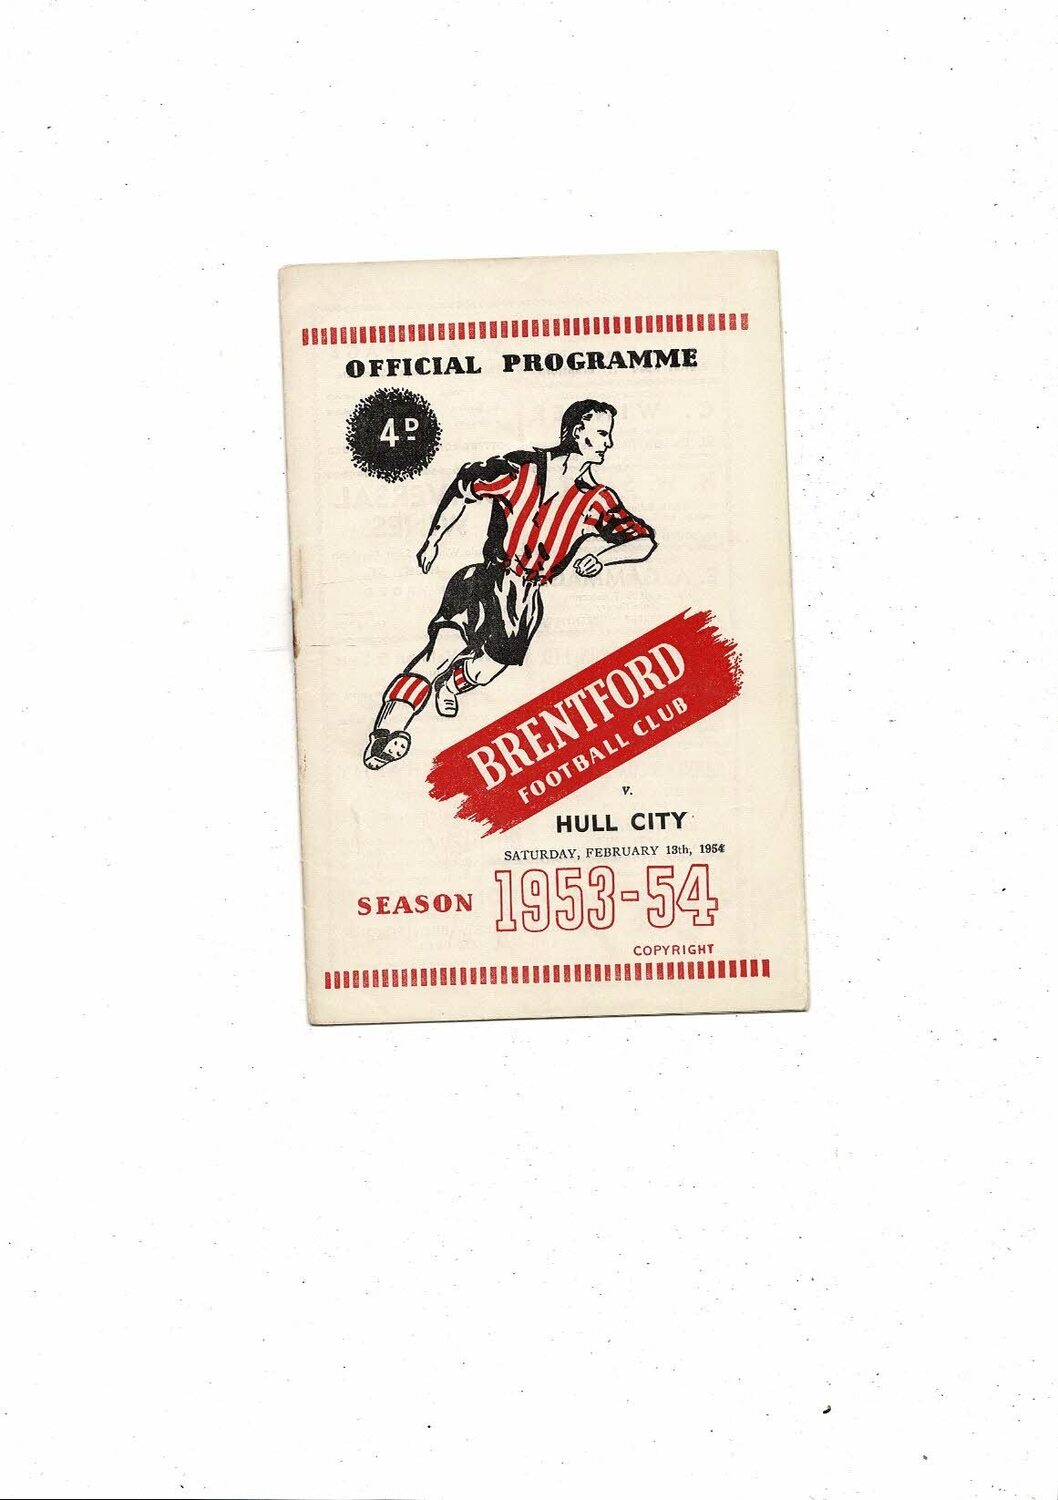 OFFICIAL PROGRAMME
4D
BRENTFORD
FOOTBALL CLUB
v.
HULL CITY
SATURDAY, FEBRUARY 13th, 1954
SEASON 1953-54
COPYRIGHT